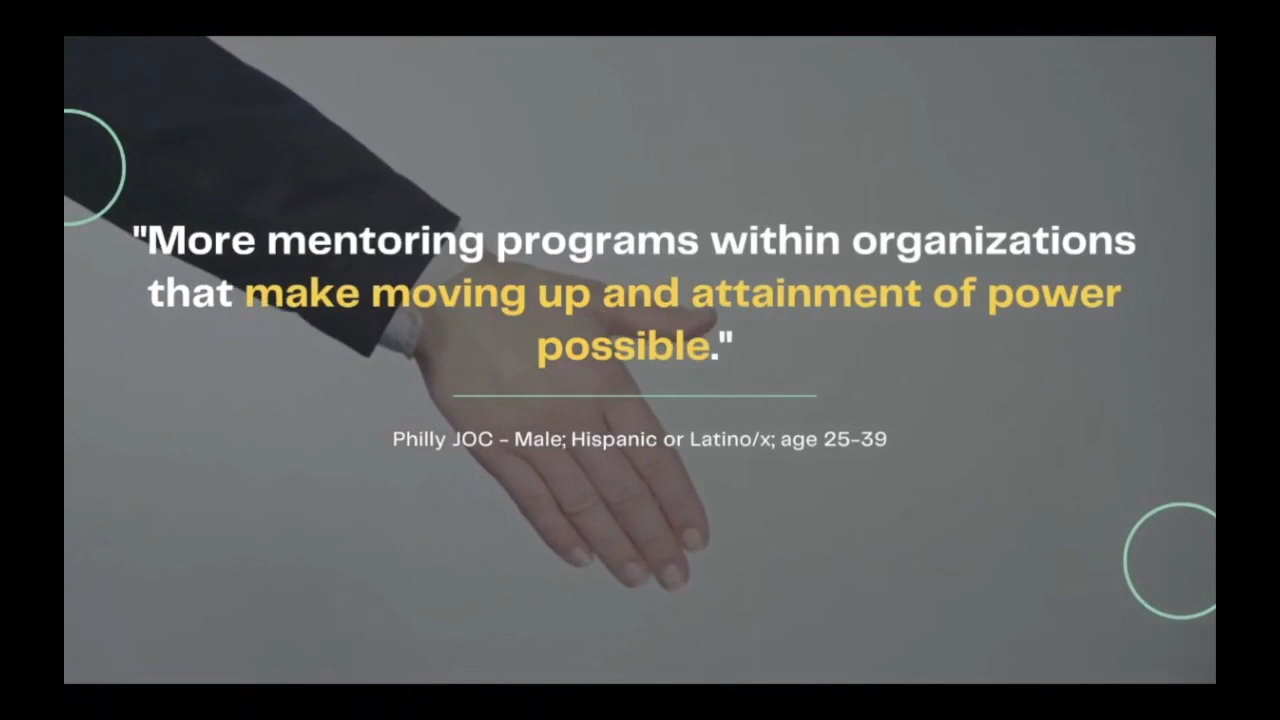 "More mentoring programs within organizations
that make moving up and attainment of power
possible."
Philly JOC - Male; Hispanic or Latino/x; age 25-39